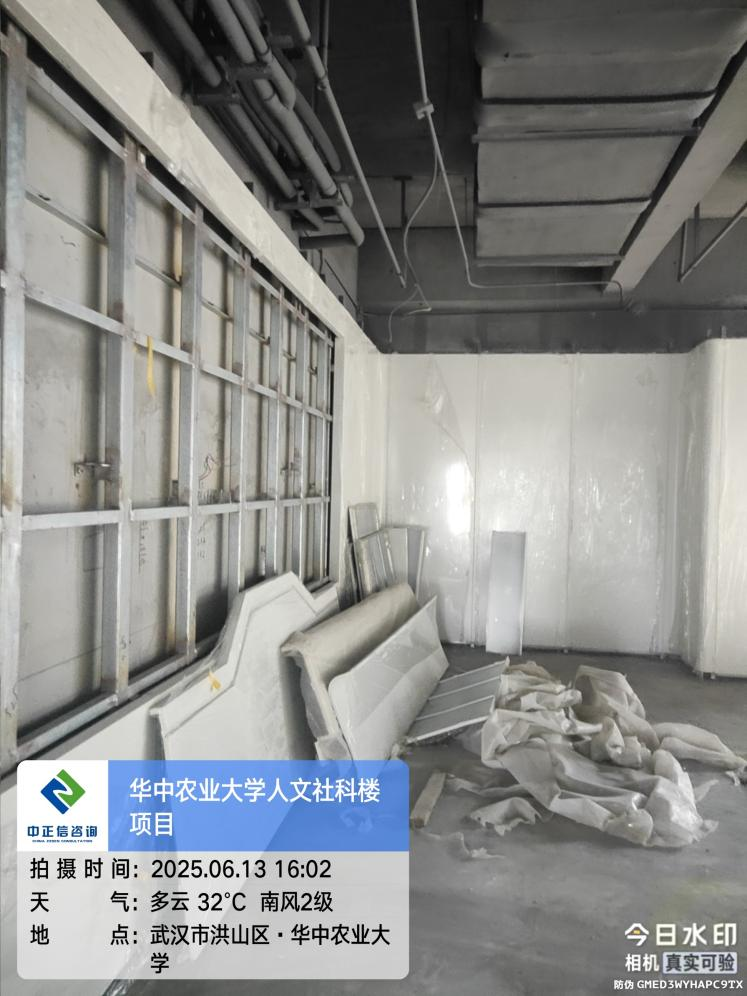 中正信咨询
CHINA ZOZEN CONSULTATION
华中农业大学人文社科楼
项目
拍摄时间：2025.06.13 16:02
天气：多云 32℃ 南风2级
地点：武汉市洪山区·华中农业大
学
今日水印
相机 真实可验
防伪 GMED3WYHAPC9TX